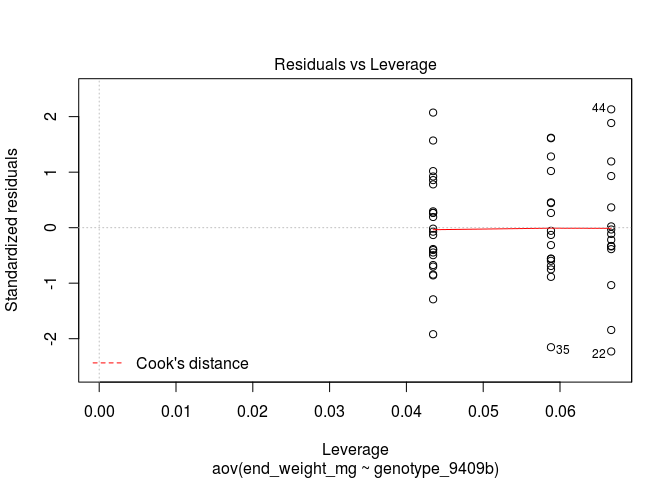 Residuals vs Leverage
Standardized residuals
2
1
0
-1
-2
44
35
22
Cook's distance
0.00 0.01 0.02 0.03 0.04 0.05 0.06
Leverage
aov(end_weight_mg ~ genotype_9409b)